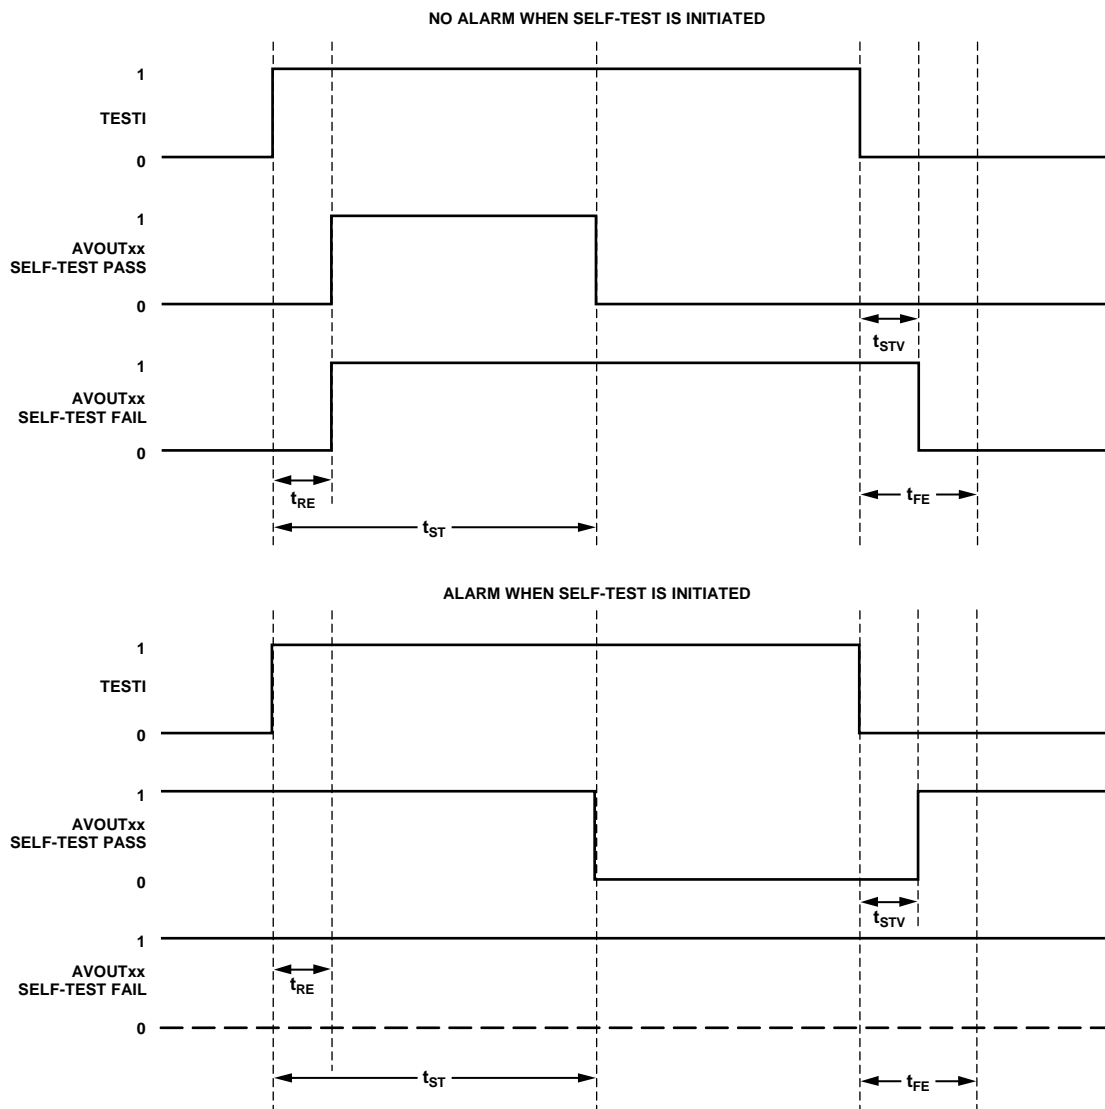 NO ALARM WHEN SELF-TEST IS INITIATED
1
TESTI
0
1
AVOUTxx
SELF-TEST PASS
0
tSTV
1
AVOUTxx
SELF-TEST FAIL
0
tRE
tFE
tST
ALARM WHEN SELF-TEST IS INITIATED
1
TESTI
0
1
AVOUTxx
SELF-TEST PASS
0
tSTV
1
AVOUTxx
SELF-TEST FAIL
tRE
0
tST
tFE